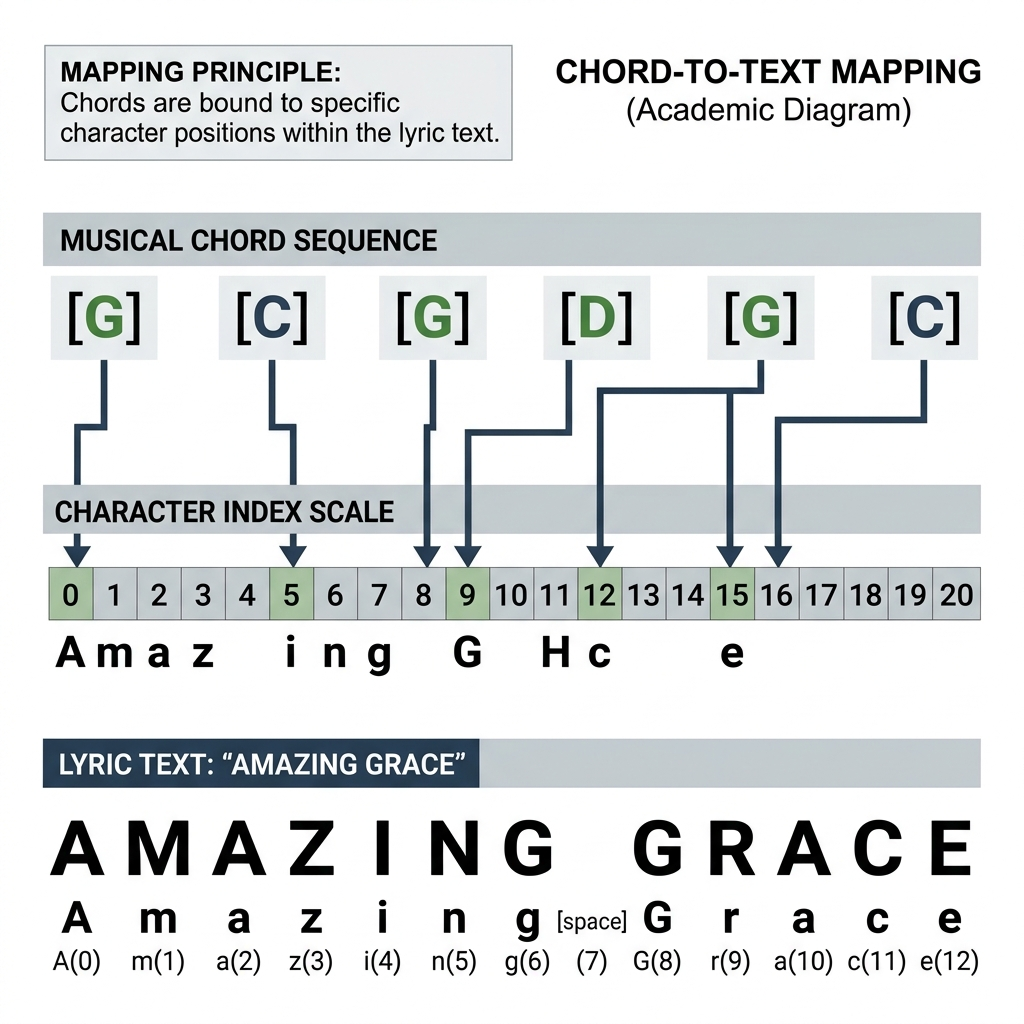 MAPPING PRINCIPLE:
Chords are bound to specific
character positions within the lyric text.
CHORD-TO-TEXT MAPPING
(Academic Diagram)
MUSICAL CHORD SEQUENCE
[G] [C] [G] [D] [G] [C]
CHARACTER INDEX SCALE
0 1 2 3 4 5 6 7 8 9 10 11 12 13 14 15 16 17 18 19 20
A m a z i n g G H c e
LYRIC TEXT: “AMAZING GRACE”
AMAZING GRACE
A m a z i n g [space] G r a c e
A(0) m(1) a(2) z(3) i(4) n(5) g(6) (7) G(8) r(9) a(10) c(11) e(12)